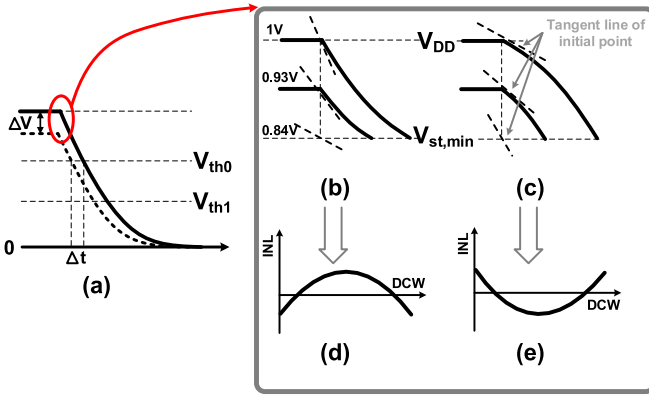 1V
0.93V
0.84V
V_DD
V_st,min
Tangent line of
initial point
ΔV
V_th0
V_th1
0
Δt
(a)
(b)
(c)
INL
DCW
(d)
INL
DCW
(e)